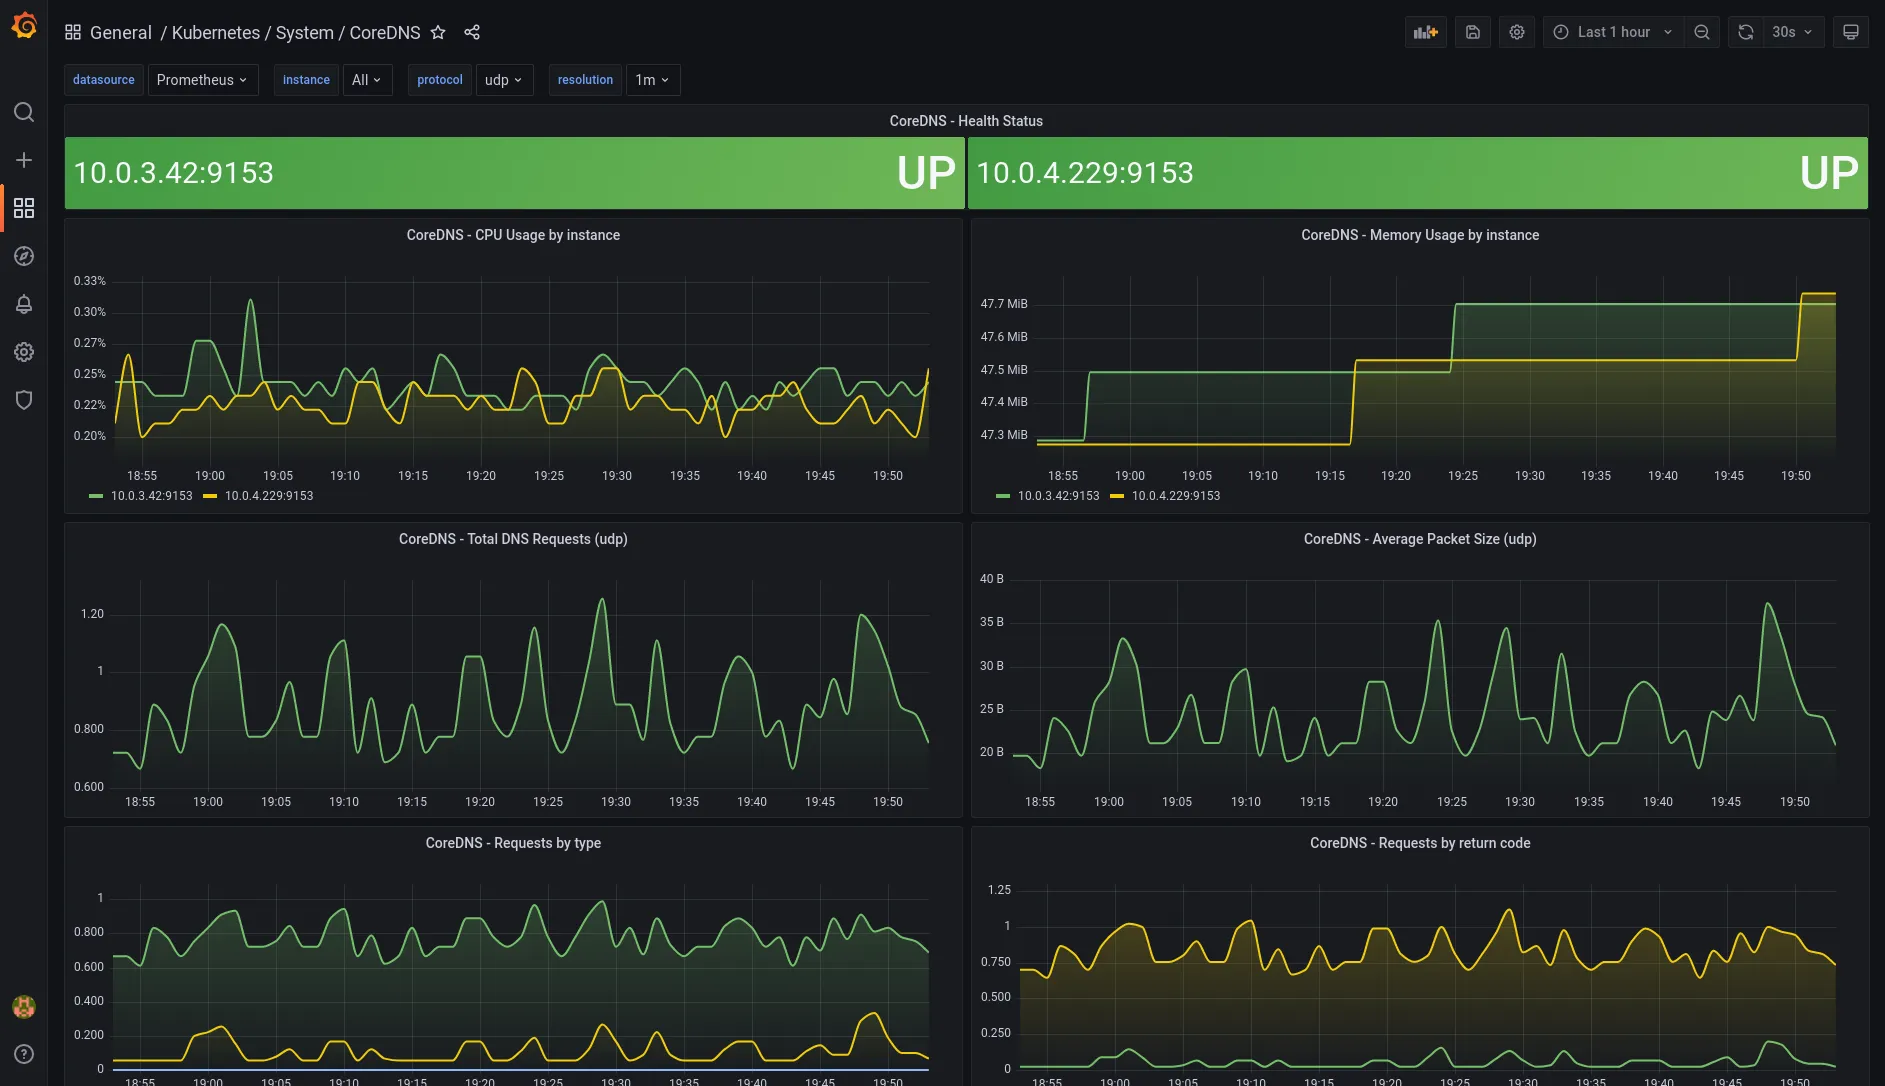 General / Kubernetes / System / CoreDNS
Last 1 hour
30s
datasource Prometheus instance All protocol udp resolution 1m
CoreDNS - Health Status
10.0.3.42:9153 UP
10.0.4.229:9153 UP
CoreDNS - CPU Usage by instance
0.33%
0.30%
0.27%
0.25%
0.22%
0.20%
18:55 19:00 19:05 19:10 19:15 19:20 19:25 19:30 19:35 19:40 19:45 19:50
10.0.3.42:9153 10.0.4.229:9153
CoreDNS - Memory Usage by instance
47.7 MiB
47.6 MiB
47.5 MiB
47.4 MiB
47.3 MiB
18:55 19:00 19:05 19:10 19:15 19:20 19:25 19:30 19:35 19:40 19:45 19:50
10.0.3.42:9153 10.0.4.229:9153
CoreDNS - Total DNS Requests (udp)
1.20
1
0.800
0.600
18:55 19:00 19:05 19:10 19:15 19:20 19:25 19:30 19:35 19:40 19:45 19:50
CoreDNS - Average Packet Size (udp)
40 B
35 B
30 B
25 B
20 B
18:55 19:00 19:05 19:10 19:15 19:20 19:25 19:30 19:35 19:40 19:45 19:50
CoreDNS - Requests by type
1
0.800
0.600
0.400
0.200
0
18:55 19:00 19:05 19:10 19:15 19:20 19:25 19:30 19:35 19:40 19:45 19:50
CoreDNS - Requests by return code
1.25
1
0.750
0.500
0.250
0
18:55 19:00 19:05 19:10 19:15 19:20 19:25 19:30 19:35 19:40 19:45 19:50